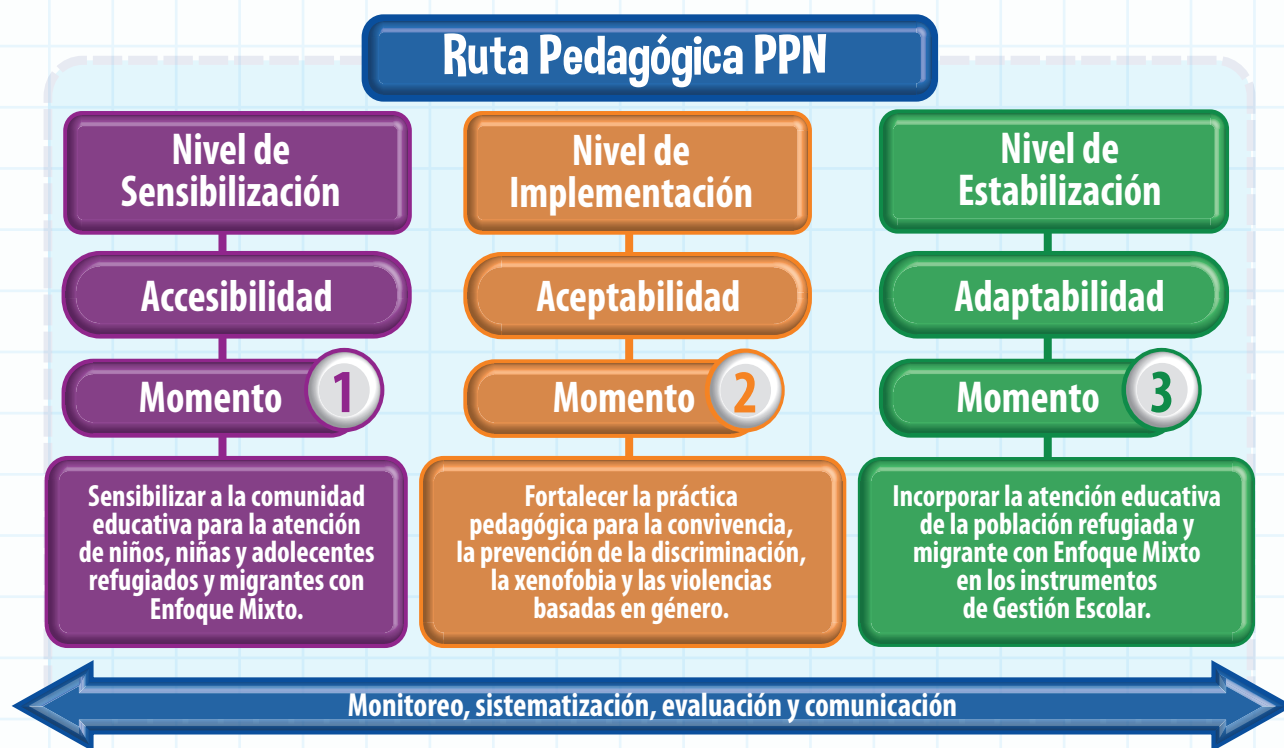 Ruta Pedagógica PPN
Nivel de
Sensibilización
Accesibilidad
Momento 1
Sensibilizar a la comunidad
educativa para la atención
de niños, niñas y adolecentes
refugiados y migrantes con
Enfoque Mixto.
Nivel de
Implementación
Aceptabilidad
Momento 2
Fortalecer la práctica
pedagógica para la convivencia,
la prevención de la discriminación,
la xenofobia y las violencias
basadas en género.
Nivel de
Estabilización
Adaptabilidad
Momento 3
Incorporar la atención educativa
de la población refugiada y
migrante con Enfoque Mixto
en los instrumentos
de Gestión Escolar.
Monitoreo, sistematización, evaluación y comunicación